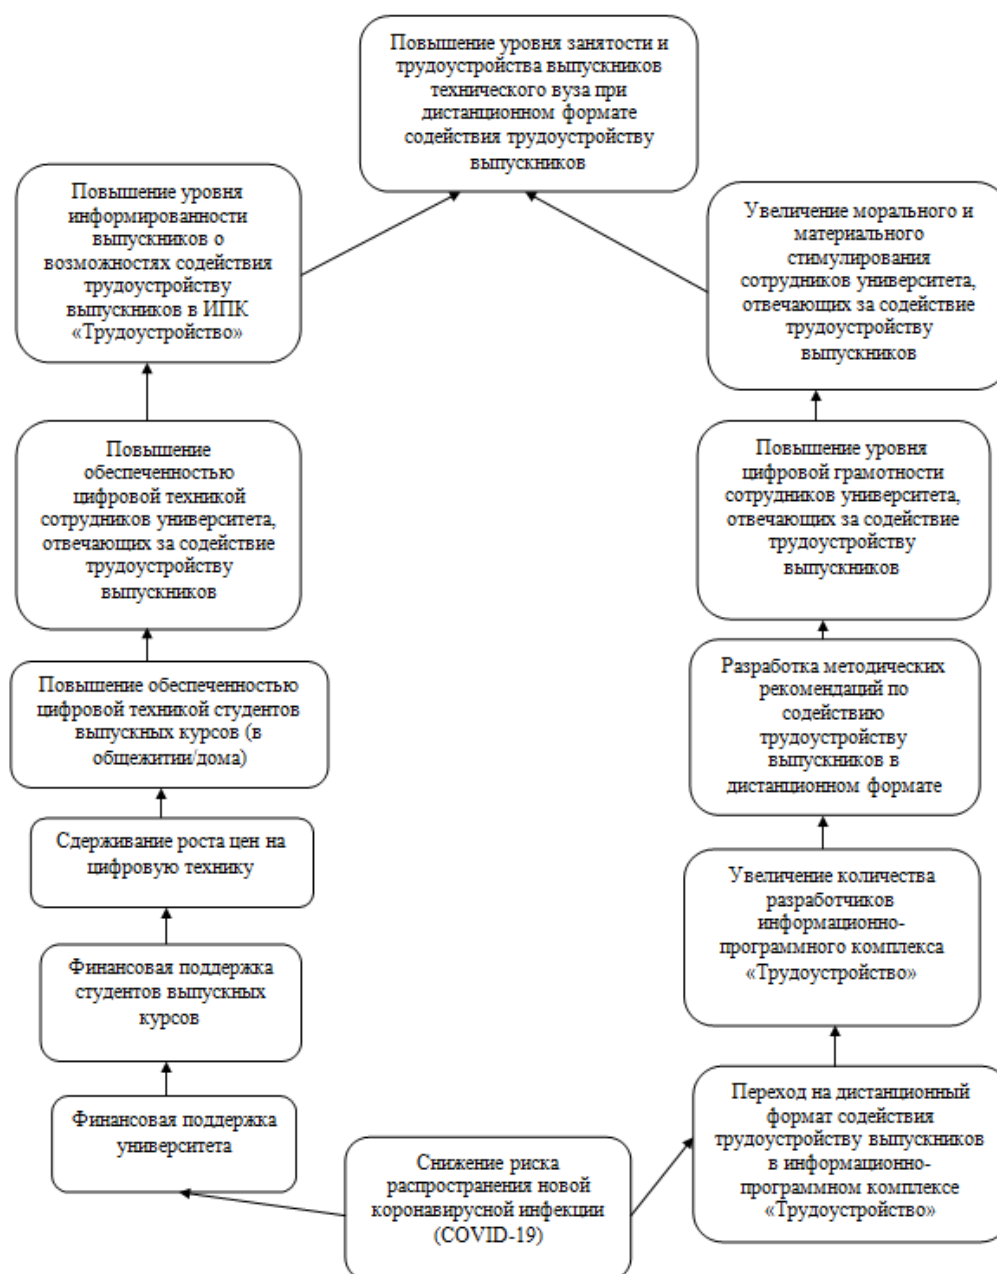 Повышение уровня занятости и
трудоустройства выпускников
технического вуза при
дистанционном формате
содействия трудоустройству
выпускников
Повышение уровня
информированности
выпускников о
возможностях содействия
трудоустройству
выпускников в ИПК
«Трудоустройство»
Увеличение морального и
материального
стимулирования
сотрудников университета,
отвечающих за содействие
трудоустройству
выпускников
Повышение
обеспеченностью
цифровой техникой
сотрудников университета,
отвечающих за содействие
трудоустройству
выпускников
Повышение уровня
цифровой грамотности
сотрудников университета,
отвечающих за содействие
трудоустройству
выпускников
Повышение обеспеченностью
цифровой техникой студентов
выпускных курсов (в
общежитии/дома)
Разработка методических
рекомендаций по
содействию
трудоустройству
выпускников в
дистанционном формате
Сдерживание роста цен на
цифровую технику
Увеличение количества
разработчиков
информационно-
программного комплекса
«Трудоустройство»
Финансовая поддержка
студентов выпускных
курсов
Финансовая поддержка
университета
Переход на дистанционный
формат содействия
трудоустройству выпускников
в информационно-
программном комплексе
«Трудоустройство»
Снижение риска
распространения новой
коронавирусной инфекции
(COVID-19)